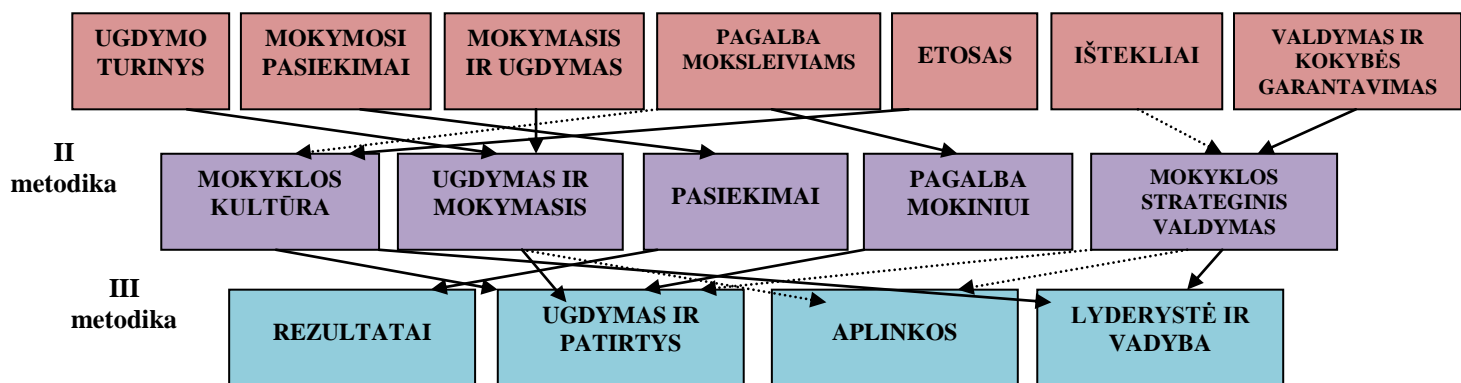 UGDYMO
TURINYS
MOKYMOSI
PASIEKIMAI
MOKYMASIS
IR UGDYMAS
PAGALBA
MOKSLEIVIAMS
ETOSAS
IŠTEKLIAI
VALDYMAS IR
KOKYBĖS
GARANTAVIMAS
II
metodika
MOKYKLOS
KULTŪRA
UGDYMAS IR
MOKYMASIS
PASIEKIMAI
PAGALBA
MOKINIUI
MOKYKLOS
STRATEGINIS
VALDYMAS
III
metodika
REZULTATAI
UGDYMAS IR
PATIRTYS
APLINKOS
LYDERYSTĖ IR
VADYBA